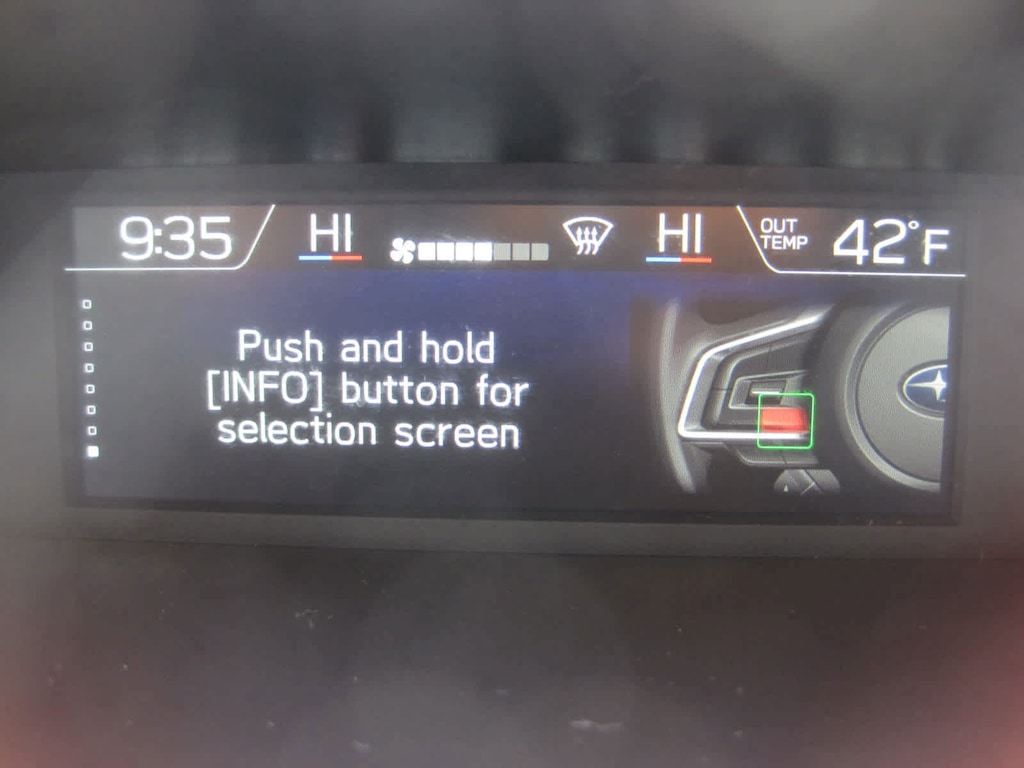 9:35 HI HI OUT TEMP 42°F
Push and hold
[INFO] button for
selection screen